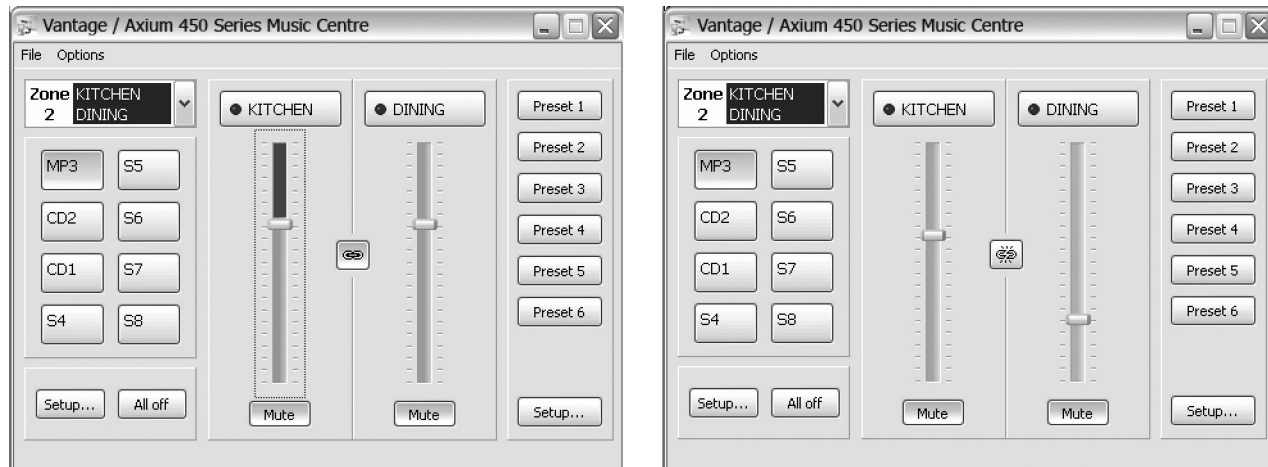 Vantage / Axium 450 Series Music Centre
File Options
Zone 2 KITCHEN DINING
KITCHEN
DINING
MP3 S5
CD2 S6
CD1 S7
S4 S8
Setup... All off
Mute
Mute
Preset 1
Preset 2
Preset 3
Preset 4
Preset 5
Preset 6
Setup...
Vantage / Axium 450 Series Music Centre
File Options
Zone 2 KITCHEN DINING
KITCHEN
DINING
MP3 S5
CD2 S6
CD1 S7
S4 S8
Setup... All off
Mute
Mute
Preset 1
Preset 2
Preset 3
Preset 4
Preset 5
Preset 6
Setup...